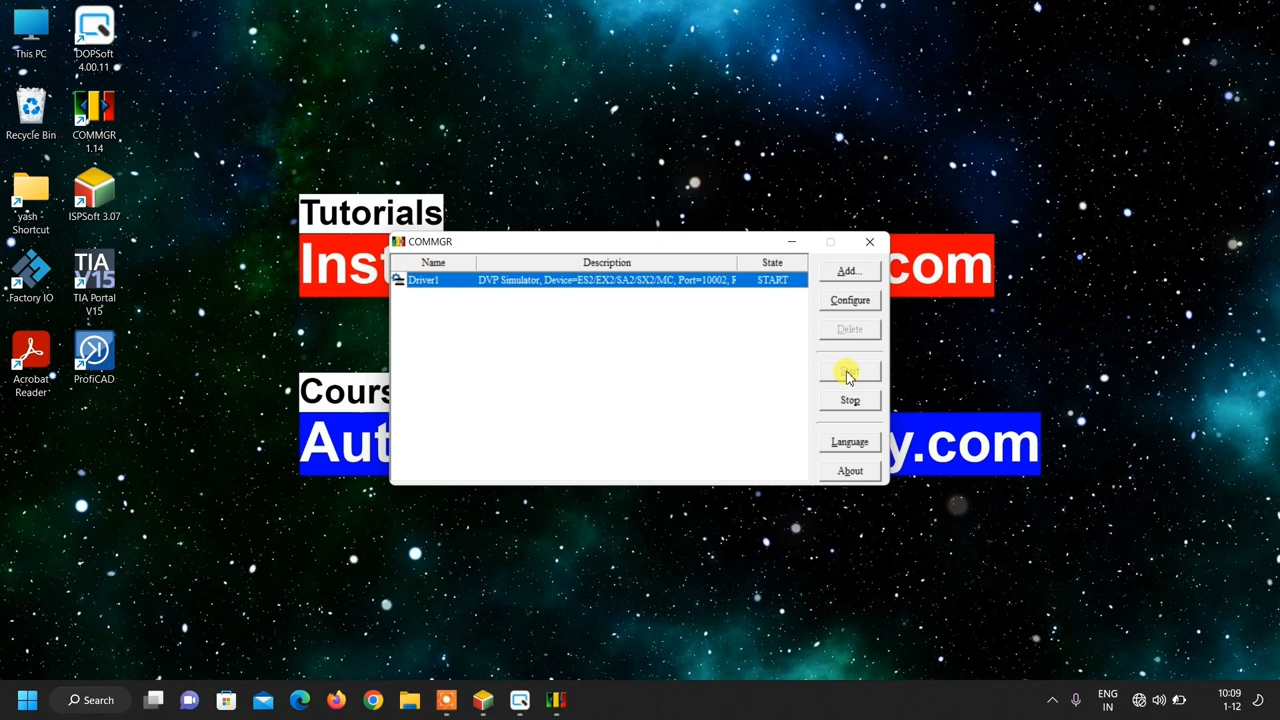 This PC
DOPSoft
4.00.11
Recycle Bin
COMMGR
1.14
yash -
Shortcut
ISPSoft 3.07
Factory IO
TIA
V15
TIA Portal
V15
Acrobat
Reader
ProfiCAD
Tutorials
Inst
com
Cours
Aut
y.com
COMMGR
Name
Description
State
Driver1
DVP Simulator, Device=ES2/EX2/SA2/SX2/MC, Port=10002, F
START
Add...
Configure
Delete
Start
Stop
Language
About
Search
ENG
IN
10:09
1-12